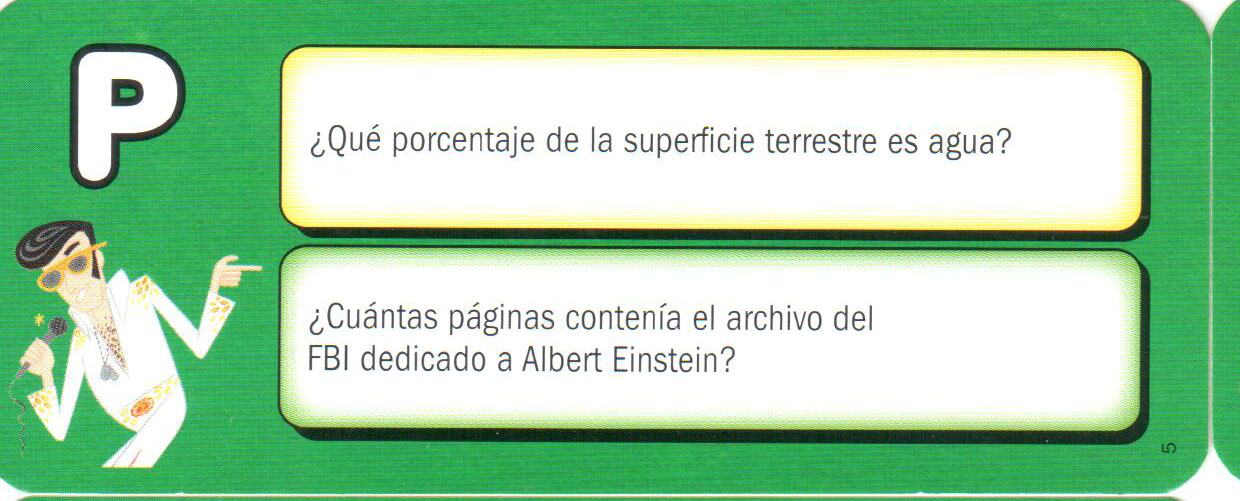 P
¿Qué porcentaje de la superficie terrestre es agua?
¿Cuántas páginas contenía el archivo del
FBI dedicado a Albert Einstein?
5